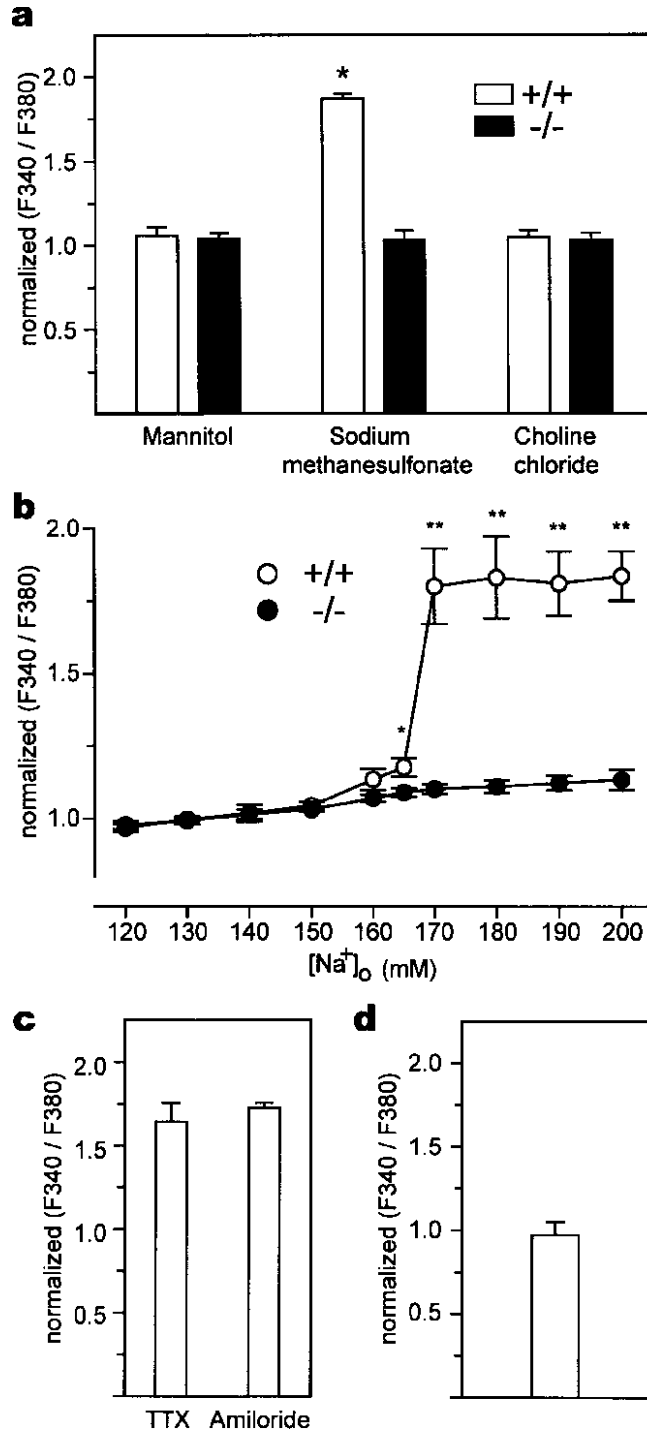 a
normalized (F340 / F380)
2.0
1.5
1.0
0.5
*
+/+
-/-
Mannitol
Sodium
methanesulfonate
Choline
chloride
b
normalized (F340 / F380)
2.0
1.5
1.0
+/+
-/-
*
**
**
**
**
120 130 140 150 160 170 180 190 200
[Na+]o (mM)
c
normalized (F340 / F380)
2.0
1.5
1.0
0.5
TTX Amiloride
d
normalized (F340 / F380)
2.0
1.5
1.0
0.5